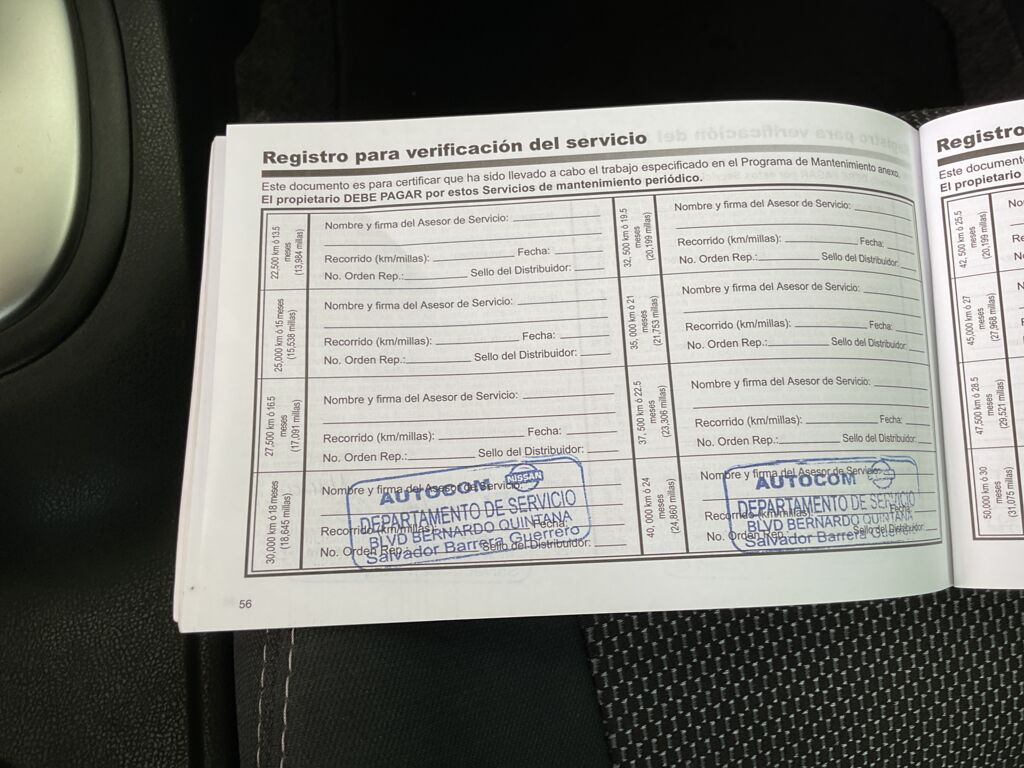 Registro para verificación del servicio
Este documento es para certificar que ha sido llevado a cabo el trabajo especificado en el Programa de Mantenimiento anexo.
El propietario DEBE PAGAR por estos Servicios de mantenimiento periódico.
22,500 km ó 13.5
meses
(13,984 millas)
Nombre y firma del Asesor de Servicio:
Recorrido (km/millas): Fecha:
No. Orden Rep.: Sello del Distribuidor:
25,000 km ó 15 meses
(15,538 millas)
Nombre y firma del Asesor de Servicio:
Recorrido (km/millas): Fecha:
No. Orden Rep.: Sello del Distribuidor:
27,500 km ó 16.5
meses
(17,091 millas)
Nombre y firma del Asesor de Servicio:
Recorrido (km/millas): Fecha:
No. Orden Rep.: Sello del Distribuidor:
30,000 km ó 18 meses
(18,645 millas)
Nombre y firma del Asesor de Servicio:
Recorrido (km/millas): Fecha:
No. Orden Rep. Sello del Distribuidor:
AUTOCOM NISSAN
DEPARTAMENTO DE SERVICIO
BLVD BERNARDO QUINTANA
Salvador Barrera Guerrero
32, 500 km ó 19.5
meses
(20,199 millas)
Nombre y firma del Asesor de Servicio:
Recorrido (km/millas): Fecha:
No. Orden Rep.: Sello del Distribuidor:
35, 000 km ó 21
meses
(21,753 millas)
Nombre y firma del Asesor de Servicio:
Recorrido (km/millas): Fecha:
No. Orden Rep.: Sello del Distribuidor:
37, 500 km ó 22.5
meses
(23,306 millas)
Nombre y firma del Asesor de Servicio:
Recorrido (km/millas): Fecha:
No. Orden Rep.: Sello del Distribuidor:
40, 000 km ó 24
meses
(24,860 millas)
Nombre y firma del Asesor de Servicio:
Recorrido (km/millas) Fecha:
No. Orden Rep. Sello del Distribuidor:
AUTOCOM
DEPARTAMENTO DE SERVICIO
BLVD BERNARDO QUINTANA
Salvador Barrera Guerrero
56
Registro
Este documento
El propietario
42, 500 km ó 25.5
meses
(20,199 millas)
45,000 km ó 27
meses
(27,968 millas)
47,500 km ó 28.5
meses
(29,521 millas)
50,000 km ó 30
meses
(31,075 millas)